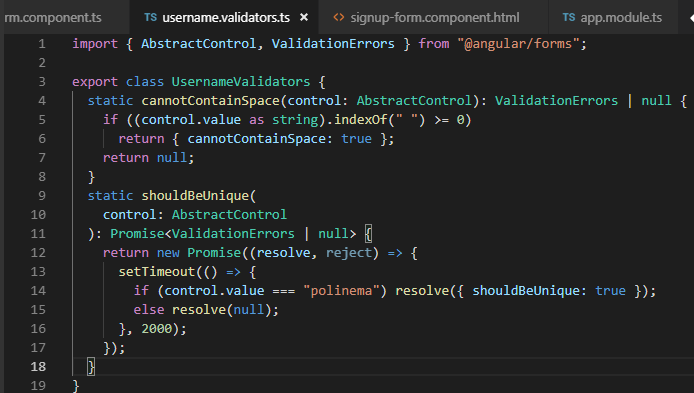 rm.component.ts TS username.validators.ts × <> signup-form.component.html TS app.module.ts
1 import { AbstractControl, ValidationErrors } from "@angular/forms";
2
3 export class UsernameValidators {
4   static cannotContainSpace(control: AbstractControl): ValidationErrors | null {
5     if ((control.value as string).indexOf(" ") >= 0)
6       return { cannotContainSpace: true };
7     return null;
8   }
9   static shouldBeUnique(
10     control: AbstractControl
11   ): Promise<ValidationErrors | null> {
12     return new Promise((resolve, reject) => {
13       setTimeout(() => {
14         if (control.value === "polinema") resolve({ shouldBeUnique: true });
15         else resolve(null);
16       }, 2000);
17     });
18   }
19 }